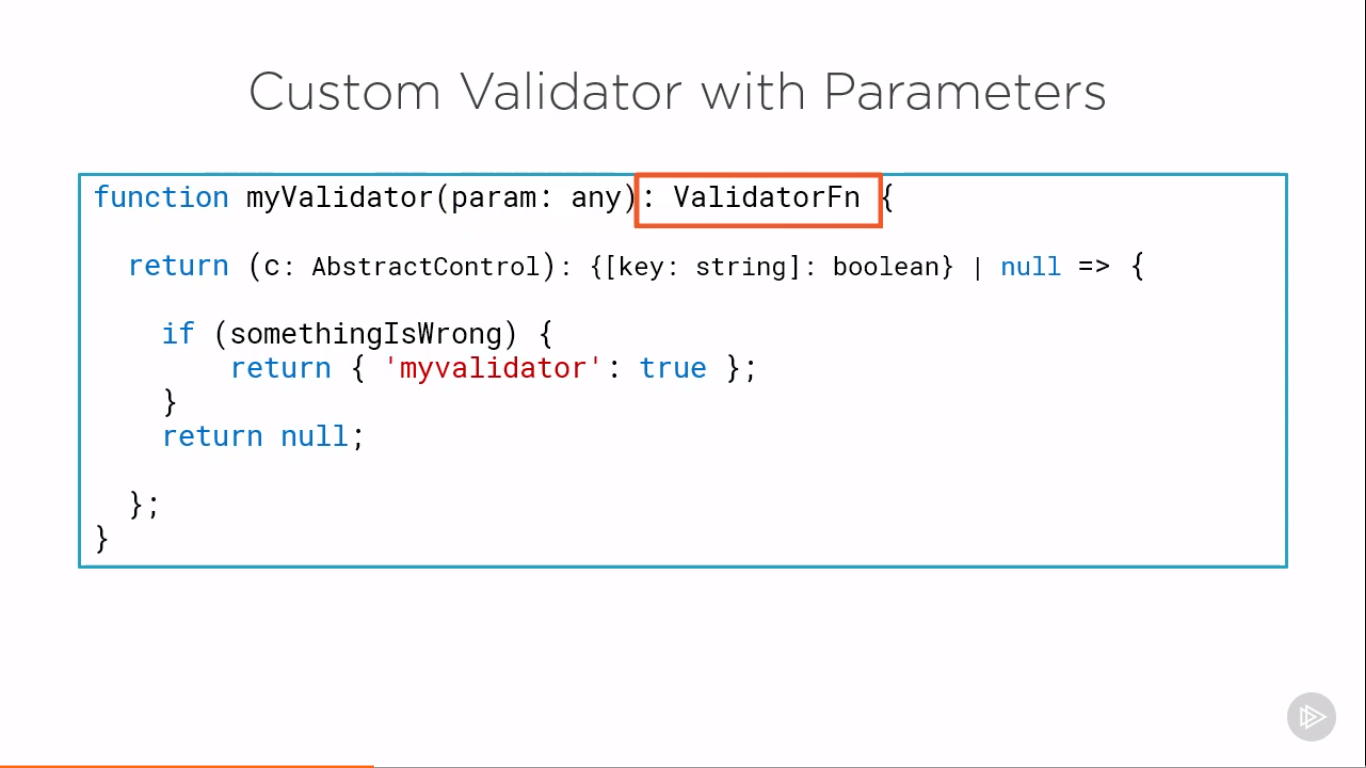 Custom Validator with Parameters
function myValidator(param: any): ValidatorFn {
return (c: AbstractControl): {[key: string]: boolean} | null => {
if (somethingIsWrong) {
return { 'myvalidator': true };
}
return null;
};
}